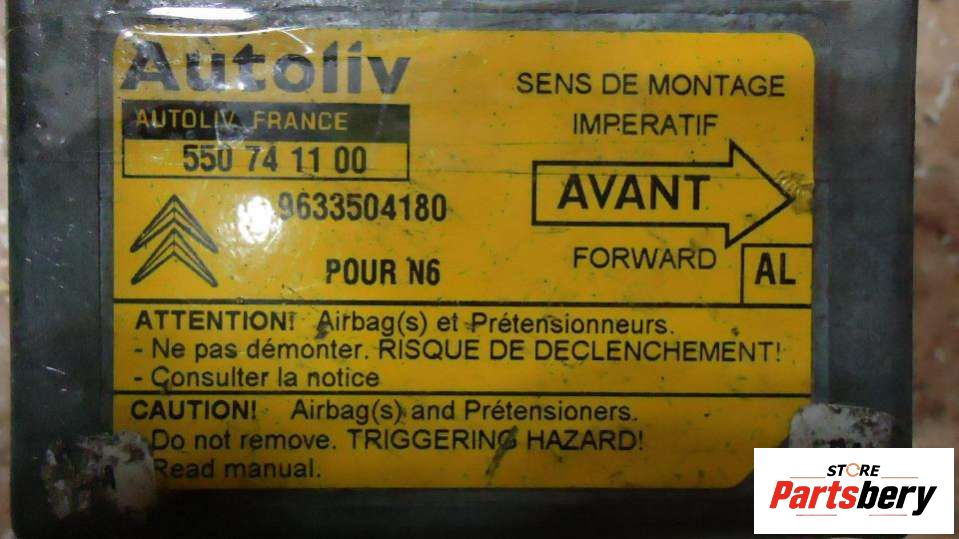 Autoliv
AUTOLIV FRANCE
550 74 11 00
9633504180
POUR N6
SENS DE MONTAGE
IMPERATIF
AVANT
FORWARD
AL
ATTENTION! Airbag(s) et Prétensionneurs.
- Ne pas démonter. RISQUE DE DECLENCHEMENT!
- Consulter la notice
CAUTION! Airbag(s) and Prétensioners.
- Do not remove. TRIGGERING HAZARD!
Read manual.
STORE
Partsbery